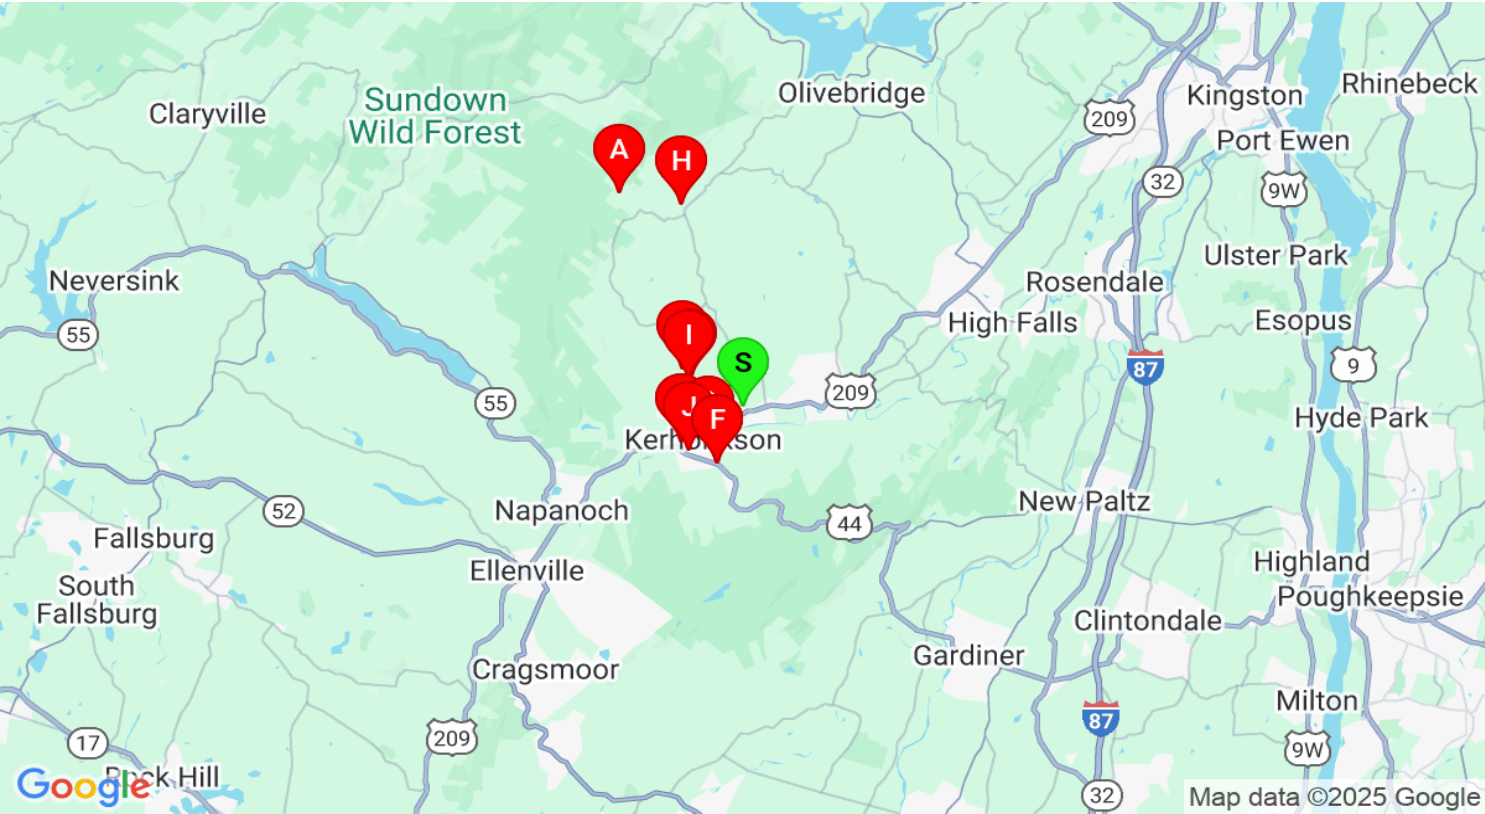 Claryville
Sundown
Wild Forest
Olivebridge
Kingston
Rhinebeck
209
Port Ewen
A
H
32
9W
Neversink
Ulster Park
Rosendale
55
High Falls
Esopus
I
S
87
9
209
55
J
F
Hyde Park
New Paltz
Napanoch
52
44
Fallsburg
Ellenville
Highland
South
Fallsburg
Poughkeepsie
Clintondale
Gardiner
Cragsmoor
Milton
87
209
17
9W
Google
32
Map data ©2025 Google